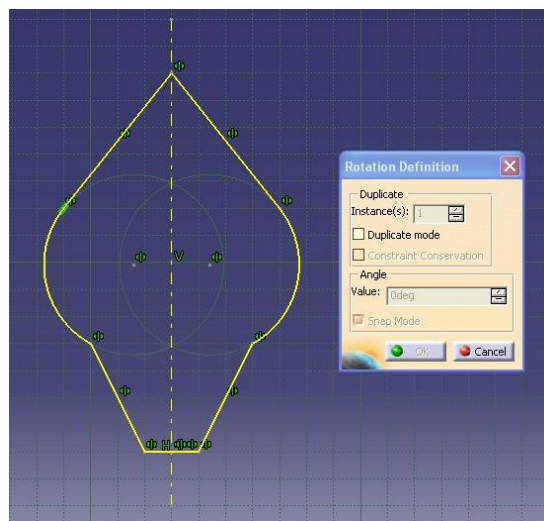 V
H
Rotation Definition
Duplicate
Instance(s): 1
Duplicate mode
Constraint Conservation
Angle
Value: 0deg
Snap Mode
OK Cancel